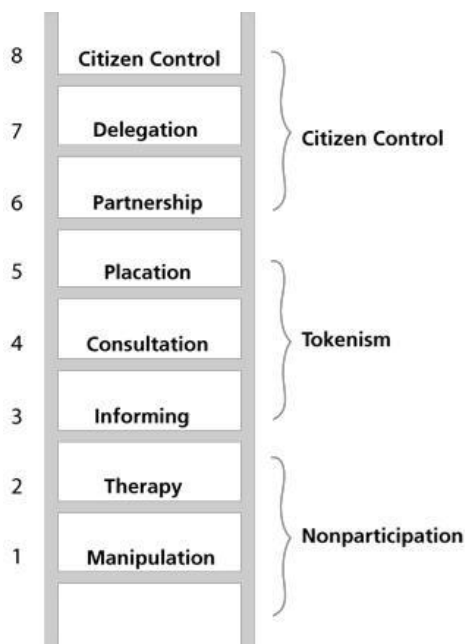 8 Citizen Control
7 Delegation
Citizen Control
6 Partnership
5 Placation
4 Consultation
Tokenism
3 Informing
2 Therapy
Nonparticipation
1 Manipulation